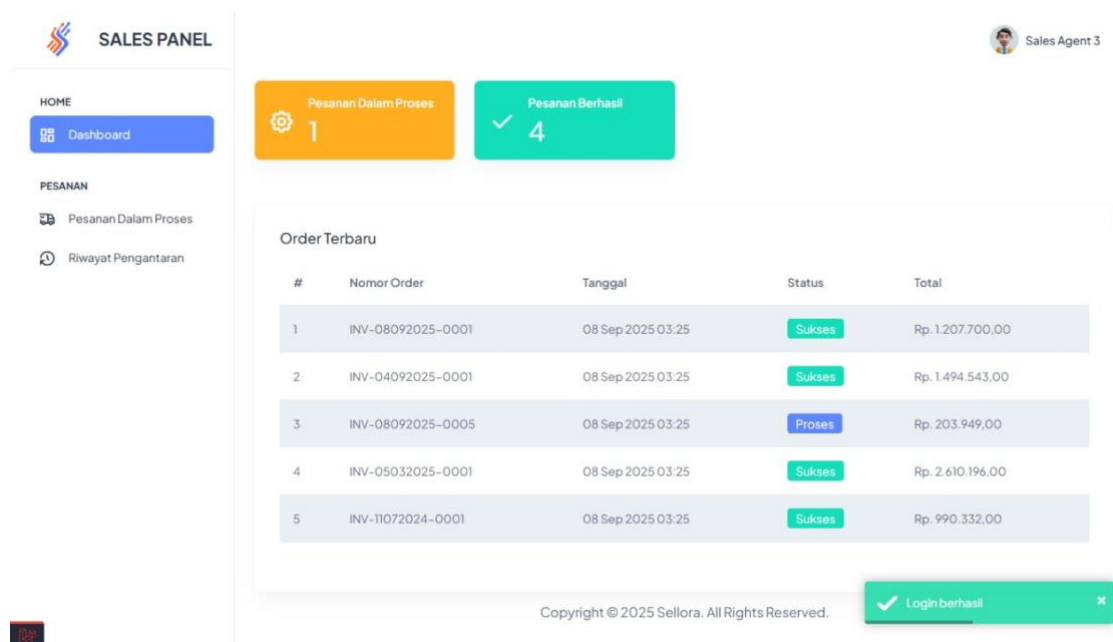 SALES PANEL
Sales Agent 3
HOME
Dashboard
PESANAN
Pesanan Dalam Proses
Riwayat Pengantaran
Pesanan Dalam Proses
1
Pesanan Berhasil
4
Order Terbaru
# Nomor Order Tanggal Status Total
1 INV-08092025-0001 08 Sep 2025 03:25 Sukses Rp. 1.207.700,00
2 INV-04092025-0001 08 Sep 2025 03:25 Sukses Rp. 1.494.543,00
3 INV-08092025-0005 08 Sep 2025 03:25 Proses Rp. 203.949,00
4 INV-05032025-0001 08 Sep 2025 03:25 Sukses Rp. 2.610.196,00
5 INV-11072024-0001 08 Sep 2025 03:25 Sukses Rp. 990.332,00
Copyright © 2025 Sellora. All Rights Reserved.
Login berhasil